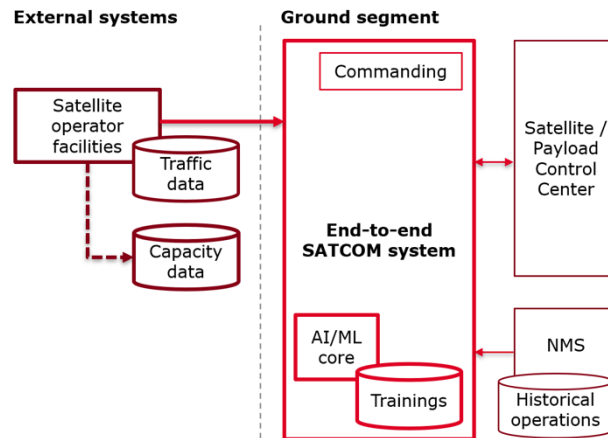 External systems
Ground segment
Commanding
Satellite
operator
facilities
Traffic
data
Capacity
data
End-to-end
SATCOM system
AI/ML
core
Trainings
Satellite /
Payload
Control
Center
NMS
Historical
operations